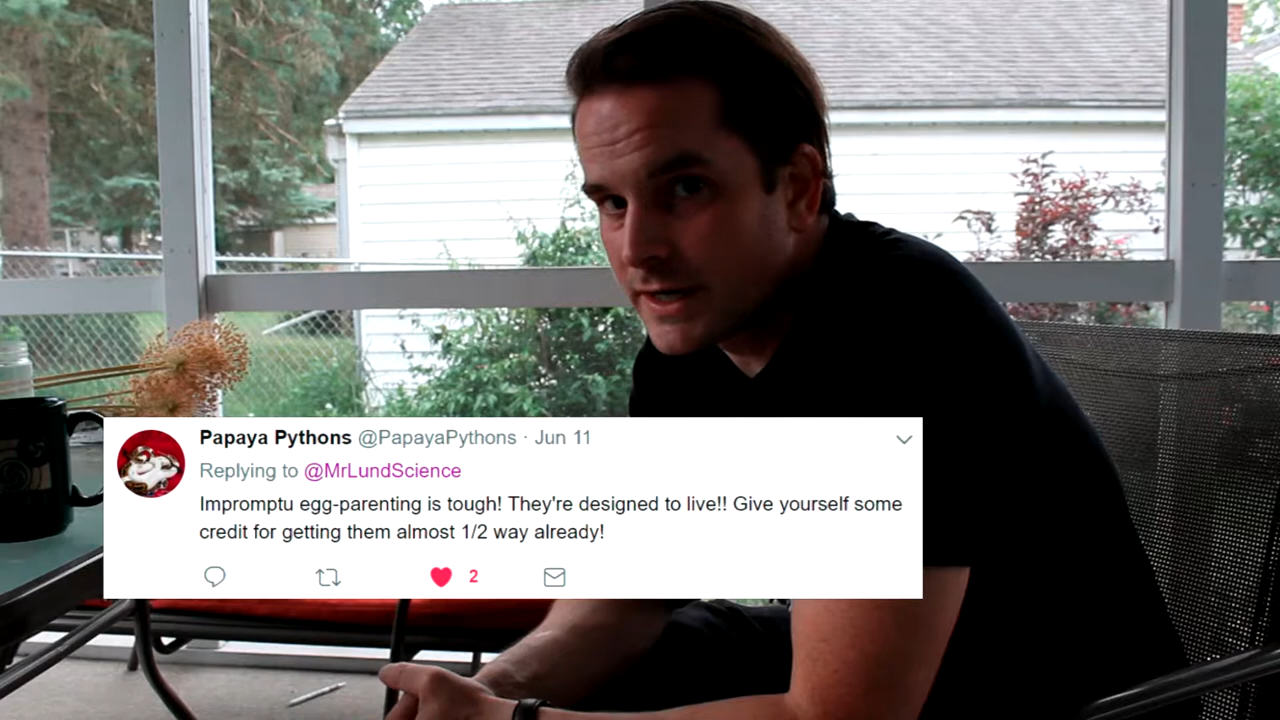 Papaya Pythons @PapayaPythons · Jun 11
Replying to @MrLundScience
Impromptu egg-parenting is tough! They're designed to live!! Give yourself some
credit for getting them almost 1/2 way already!
2